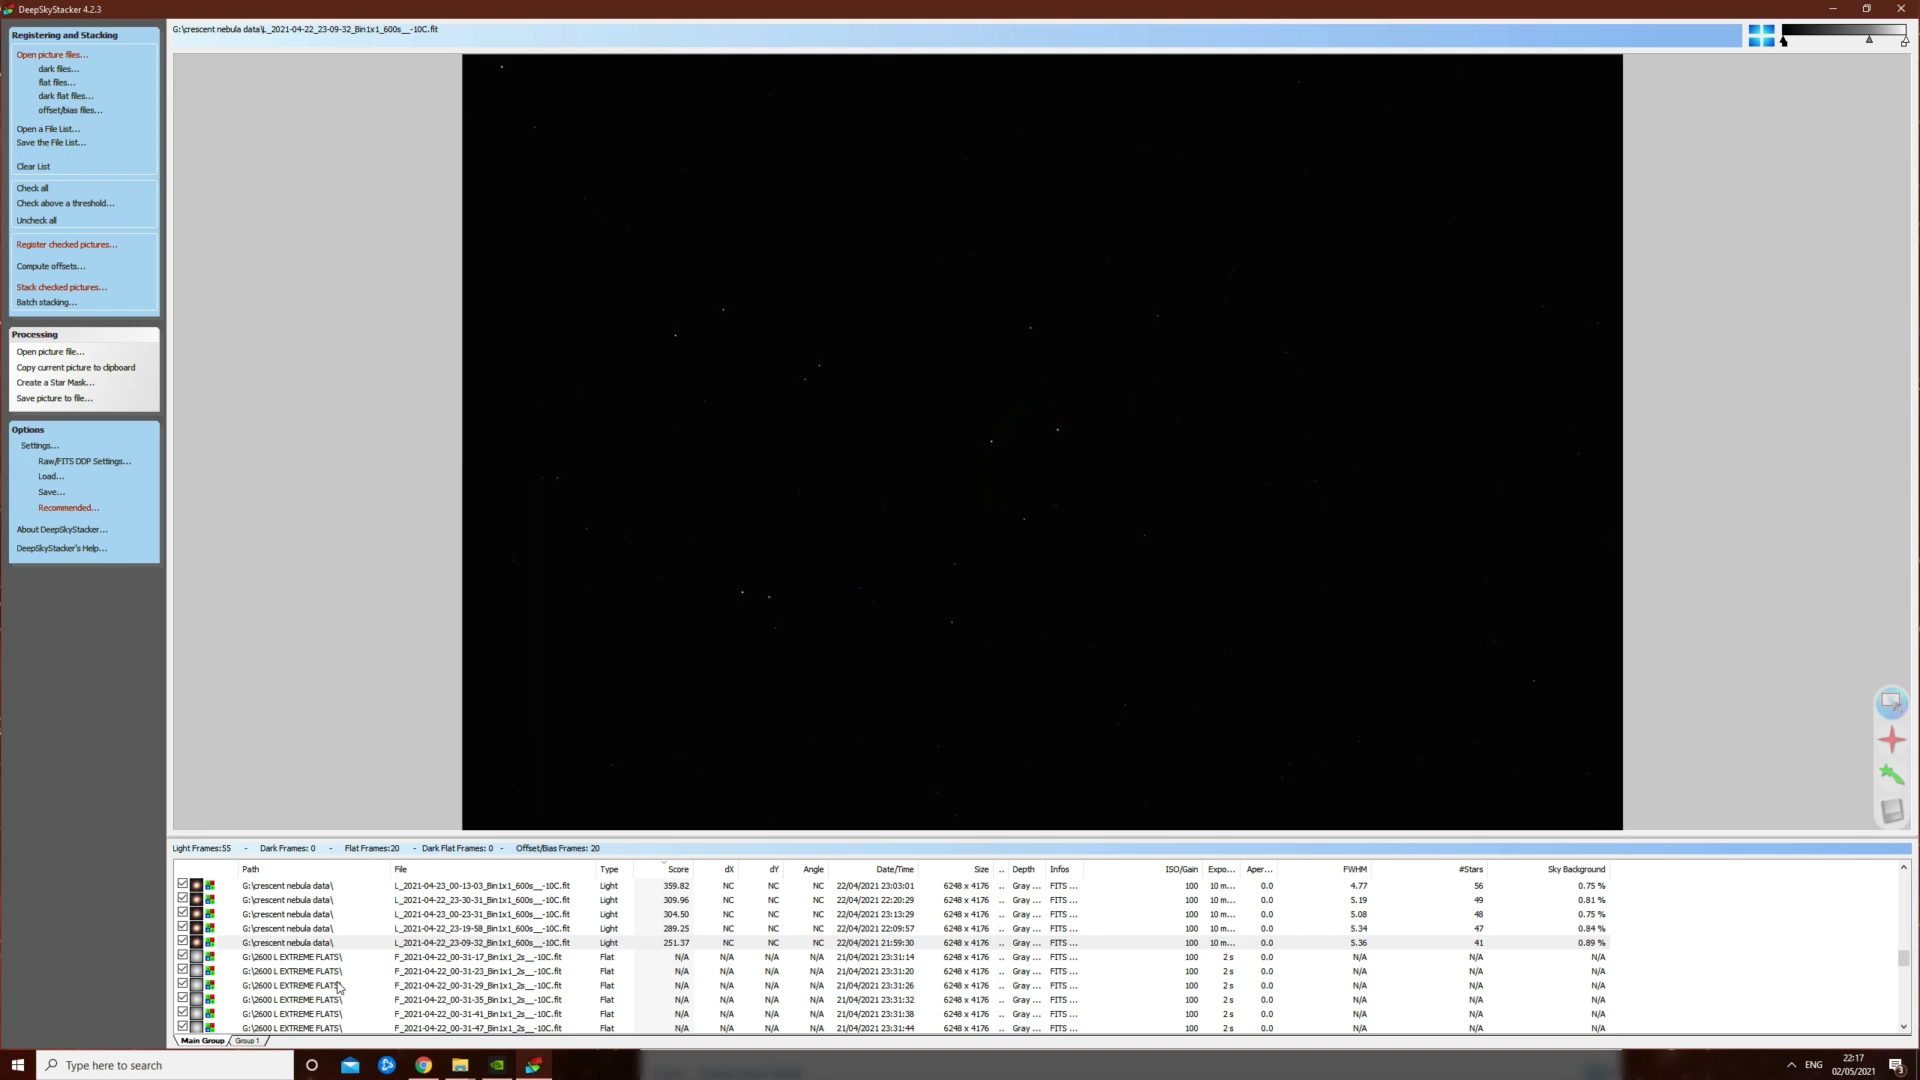 DeepSkyStacker 4.2.3
Registering and Stacking
Open picture files...
dark files...
flat files...
dark flat files...
offset/bias files...
Open a File List...
Save the File List...
Clear List
Check all
Check above a threshold...
Uncheck all
Register checked pictures...
Compute offsets...
Stack checked pictures...
Batch stacking...
Processing
Open picture file...
Copy current picture to clipboard
Create a Star Mask...
Save picture to file...
Options
Settings...
Raw/FITS DDP Settings...
Load...
Save...
Recommended...
About DeepSkyStacker...
DeepSkyStacker's Help...
G:\crescent nebula data\L_2021-04-22_23-09-32_Bin1x1_600s__-10C.fit
Light Frames:55 - Dark Frames: 0 - Flat Frames:20 - Dark Flat Frames: 0 - Offset/Bias Frames: 20
Path File Type Score dX dY Angle Date/Time Size .. Depth Infos ISO/Gain Expo... Aper... FWHM #Stars Sky Background
G:\crescent nebula data\ L_2021-04-23_00-13-03_Bin1x1_600s__-10C.fit Light 359.82 NC NC NC 22/04/2021 23:03:01 6248 x 4176 .. Gray ... FITS ... 100 10 m... 0.0 4.77 56 0.75 %
G:\crescent nebula data\ L_2021-04-22_23-30-31_Bin1x1_600s__-10C.fit Light 309.96 NC NC NC 22/04/2021 22:20:29 6248 x 4176 .. Gray ... FITS ... 100 10 m... 0.0 5.19 49 0.81 %
G:\crescent nebula data\ L_2021-04-23_00-23-31_Bin1x1_600s__-10C.fit Light 304.50 NC NC NC 22/04/2021 23:13:29 6248 x 4176 .. Gray ... FITS ... 100 10 m... 0.0 5.08 48 0.75 %
G:\crescent nebula data\ L_2021-04-22_23-19-58_Bin1x1_600s__-10C.fit Light 289.25 NC NC NC 22/04/2021 22:09:57 6248 x 4176 .. Gray ... FITS ... 100 10 m... 0.0 5.34 47 0.84 %
G:\crescent nebula data\ L_2021-04-22_23-09-32_Bin1x1_600s__-10C.fit Light 251.37 NC NC NC 22/04/2021 21:59:30 6248 x 4176 .. Gray ... FITS ... 100 10 m... 0.0 5.36 41 0.89 %
G:\2600 L EXTREME FLATS\ F_2021-04-22_00-31-17_Bin1x1_2s__-10C.fit Flat N/A N/A N/A N/A 21/04/2021 23:31:14 6248 x 4176 .. Gray ... FITS ... 100 2 s 0.0 N/A N/A N/A
G:\2600 L EXTREME FLATS\ F_2021-04-22_00-31-23_Bin1x1_2s__-10C.fit Flat N/A N/A N/A N/A 21/04/2021 23:31:20 6248 x 4176 .. Gray ... FITS ... 100 2 s 0.0 N/A N/A N/A
G:\2600 L EXTREME FLATS\ F_2021-04-22_00-31-29_Bin1x1_2s__-10C.fit Flat N/A N/A N/A N/A 21/04/2021 23:31:26 6248 x 4176 .. Gray ... FITS ... 100 2 s 0.0 N/A N/A N/A
G:\2600 L EXTREME FLATS\ F_2021-04-22_00-31-35_Bin1x1_2s__-10C.fit Flat N/A N/A N/A N/A 21/04/2021 23:31:32 6248 x 4176 .. Gray ... FITS ... 100 2 s 0.0 N/A N/A N/A
G:\2600 L EXTREME FLATS\ F_2021-04-22_00-31-41_Bin1x1_2s__-10C.fit Flat N/A N/A N/A N/A 21/04/2021 23:31:38 6248 x 4176 .. Gray ... FITS ... 100 2 s 0.0 N/A N/A N/A
G:\2600 L EXTREME FLATS\ F_2021-04-22_00-31-47_Bin1x1_2s__-10C.fit Flat N/A N/A N/A N/A 21/04/2021 23:31:44 6248 x 4176 .. Gray ... FITS ... 100 2 s 0.0 N/A N/A N/A
Main Group Group 1
Type here to search
ENG
22:17
02/05/2021
3